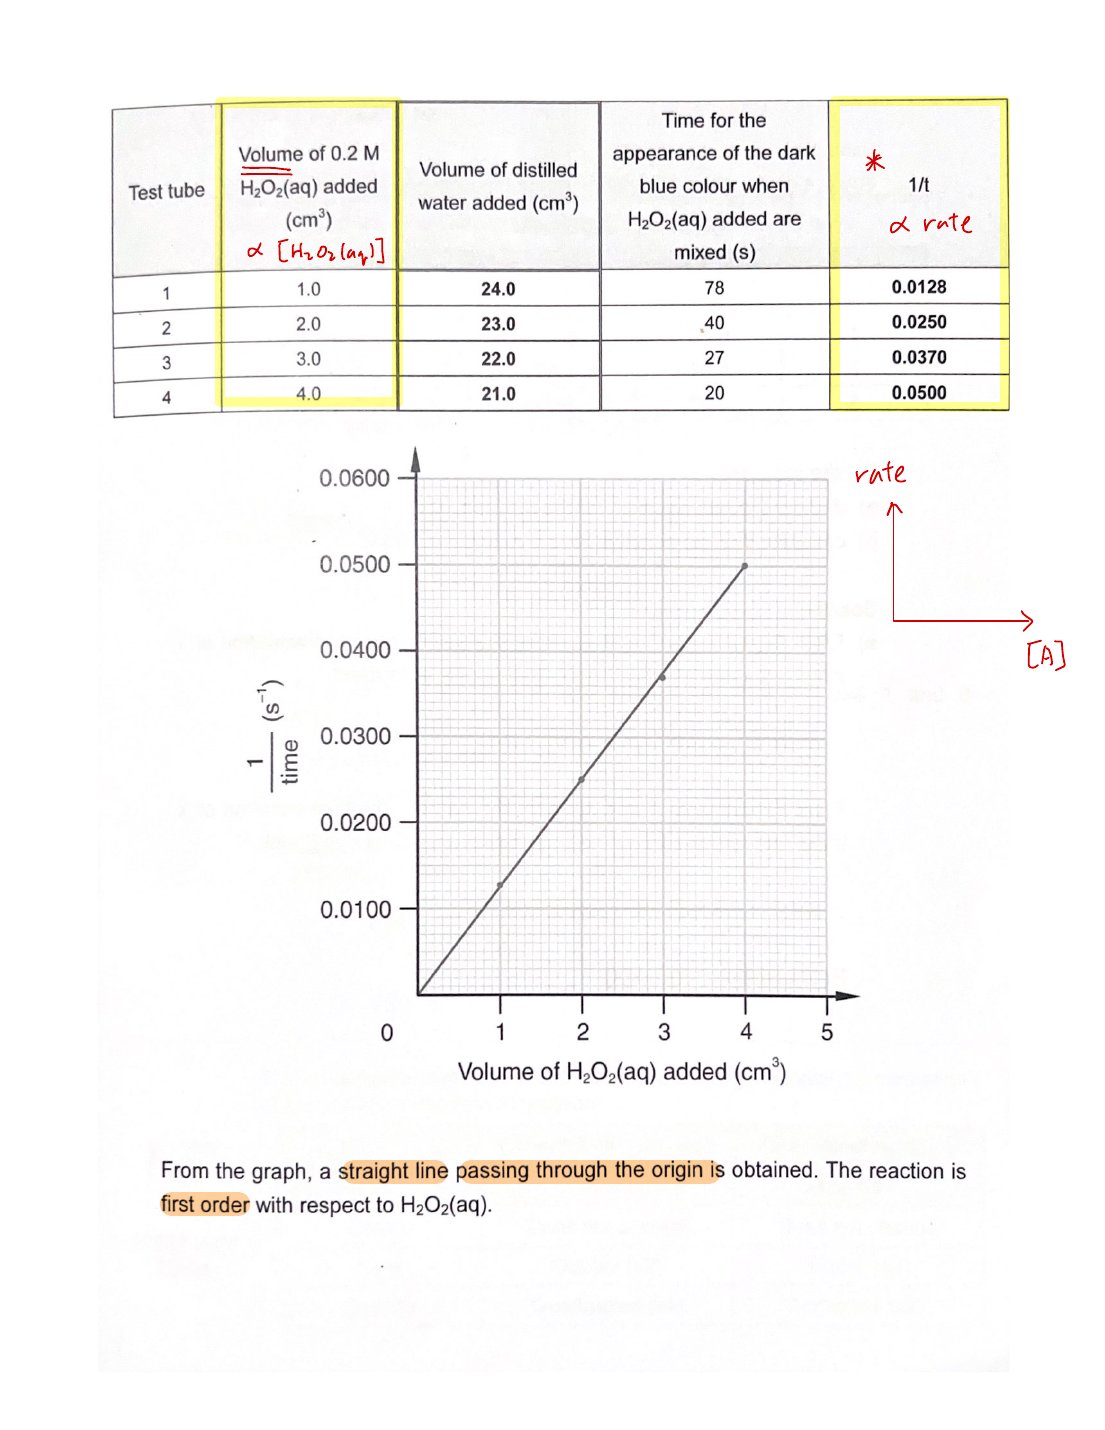 Test tube
Volume of 0.2 M
H₂O₂(aq) added
(cm³)
∝ [H₂O₂(aq)]
Volume of distilled
water added (cm³)
Time for the
appearance of the dark
blue colour when
H₂O₂(aq) added are
mixed (s)
*
1/t
∝ rate
1 1.0 24.0 78 0.0128
2 2.0 23.0 40 0.0250
3 3.0 22.0 27 0.0370
4 4.0 21.0 20 0.0500
0.0600
0.0500
0.0400
0.0300
0.0200
0.0100
1/time (s⁻¹)
rate
[A]
0 1 2 3 4 5
Volume of H₂O₂(aq) added (cm³)
From the graph, a straight line passing through the origin is obtained. The reaction is
first order with respect to H₂O₂(aq).